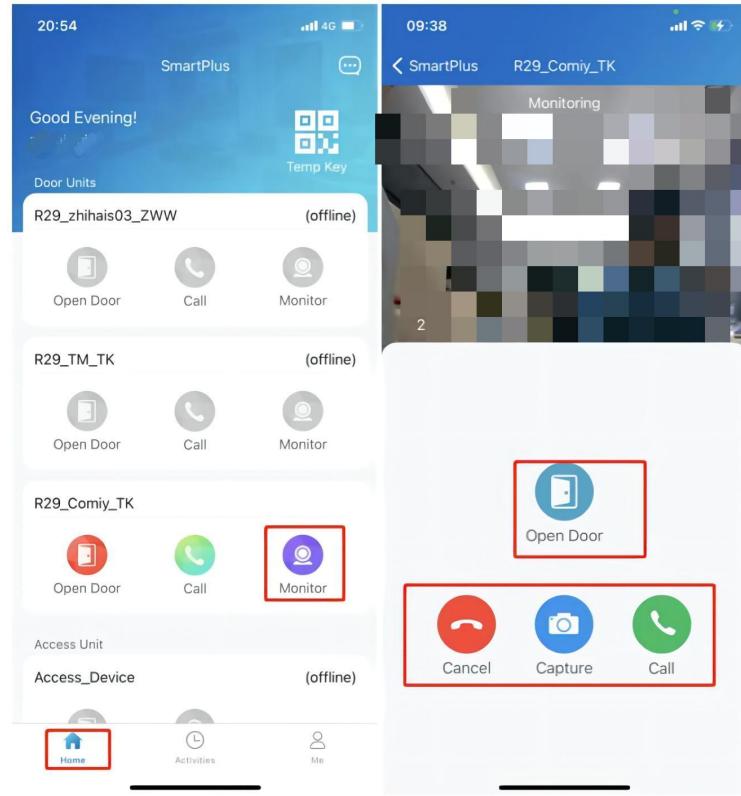 20:54
4G
SmartPlus
Good Evening!
Temp Key
Door Units
R29_zhihais03_ZWW
(offline)
Open Door
Call
Monitor
R29_TM_TK
(offline)
Open Door
Call
Monitor
R29_Comiy_TK
Open Door
Call
Monitor
Access Unit
Access_Device
(offline)
Home
Activities
Me
09:38
SmartPlus
R29_Comiy_TK
Monitoring
2
Open Door
Cancel
Capture
Call